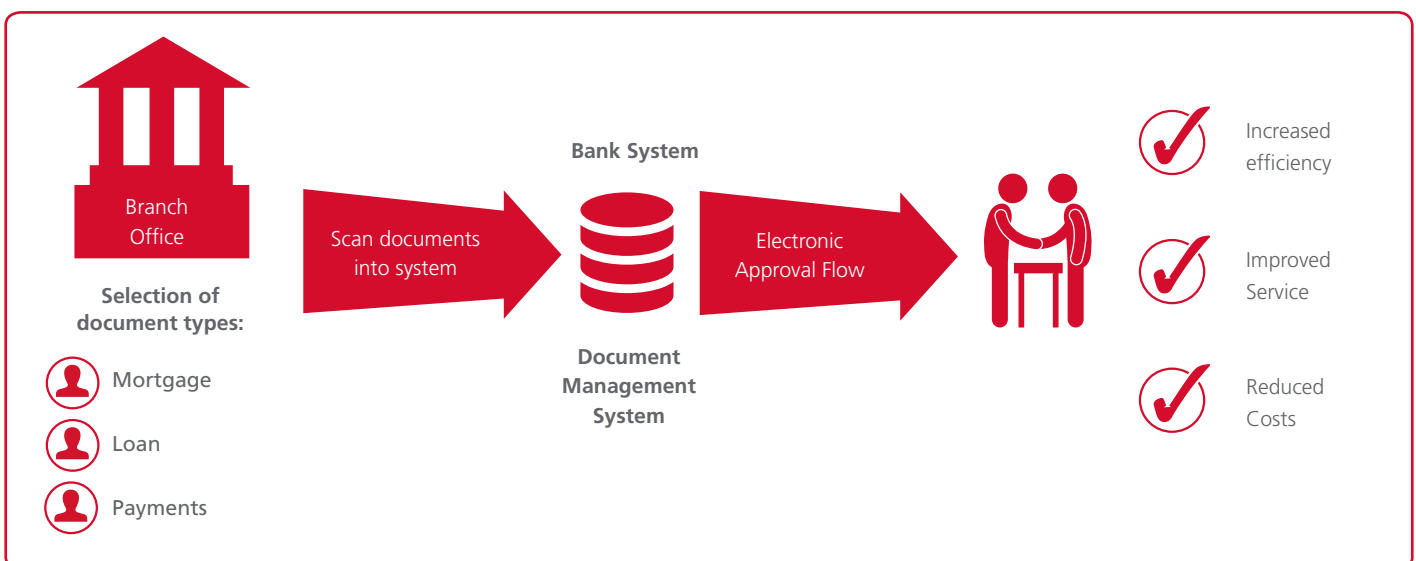 Branch
Office
Selection of
document types:
Mortgage
Loan
Payments
Scan documents
into system
Bank System
Document
Management
System
Electronic
Approval Flow
Increased
efficiency
Improved
Service
Reduced
Costs